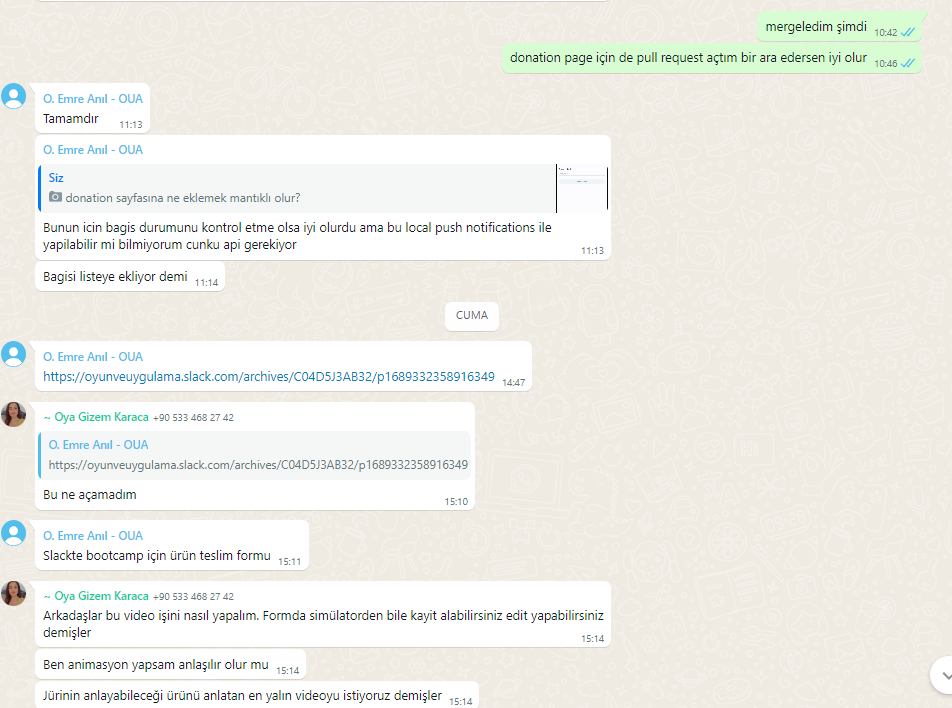 mergeledim şimdi 10:42
donation page için de pull request açtım bir ara edersen iyi olur 10:46
O. Emre Anıl - OUA
Tamamdır 11:13
O. Emre Anıl - OUA
Siz
donation sayfasına ne eklemek mantıklı olur?
Bunun icin bagis durumunu kontrol etme olsa iyi olurdu ama bu local push notifications ile
yapilabilir mi bilmiyorum cunku api gerekiyor 11:13
Bagisi listeye ekliyor demi 11:14
CUMA
O. Emre Anıl - OUA
https://oyunveuygulama.slack.com/archives/C04D5J3AB32/p1689332358916349 14:47
~ Oya Gizem Karaca +90 533 468 27 42
O. Emre Anıl - OUA
https://oyunveuygulama.slack.com/archives/C04D5J3AB32/p1689332358916349
Bu ne açamadım 15:10
O. Emre Anıl - OUA
Slackte bootcamp için ürün teslim formu 15:11
~ Oya Gizem Karaca +90 533 468 27 42
Arkadaşlar bu video işini nasıl yapalım. Formda simülatorden bile kayit alabilirsiniz edit yapabilirsiniz
demişler 15:14
Ben animasyon yapsam anlaşılır olur mu 15:14
Jürinin anlayabileceği ürünü anlatan en yalın videoyu istiyoruz demişler 15:14